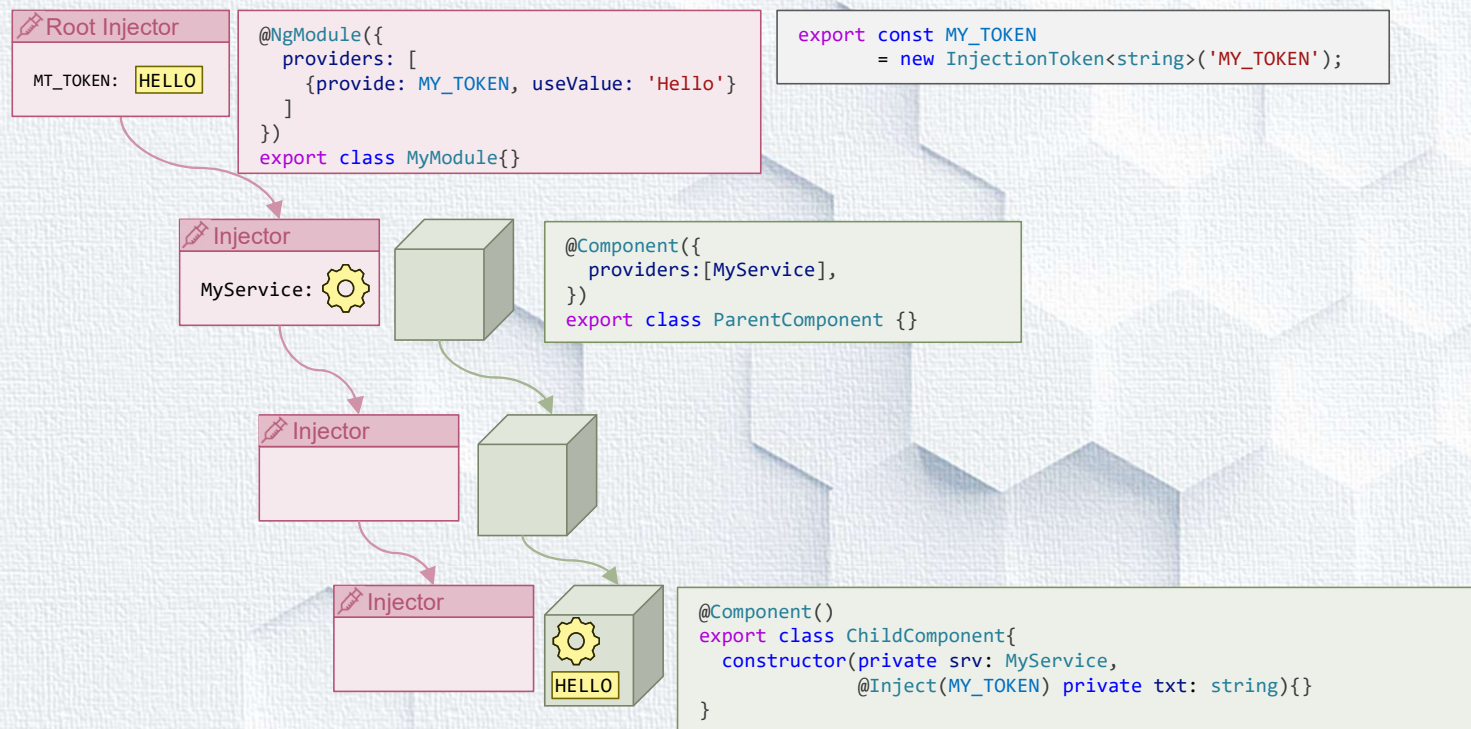 Root Injector
MT_TOKEN: HELLO
@NgModule({
  providers: [
    {provide: MY_TOKEN, useValue: 'Hello'}
  ]
})
export class MyModule{}
export const MY_TOKEN
       = new InjectionToken<string>('MY_TOKEN');
Injector
MyService:
@Component({
  providers:[MyService],
})
export class ParentComponent {}
Injector
Injector
HELLO
@Component()
export class ChildComponent{
  constructor(private srv: MyService,
              @Inject(MY_TOKEN) private txt: string){}
}